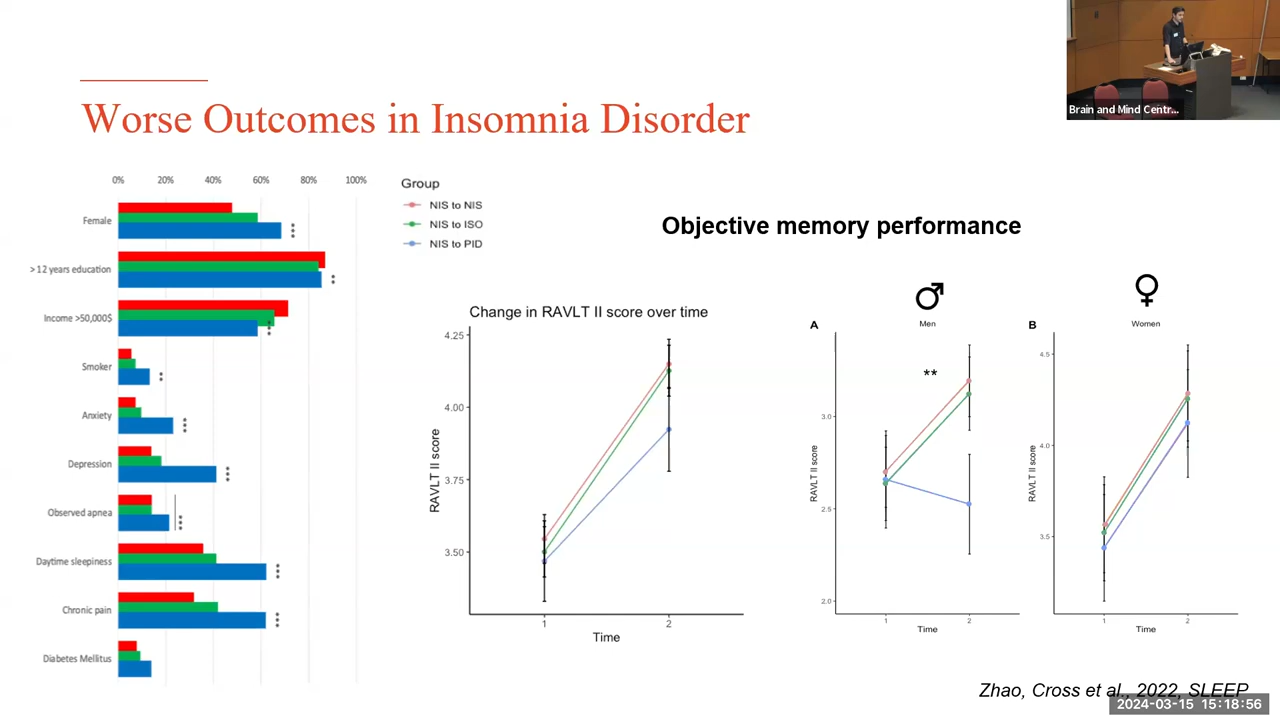 Brain and Mind Centr...
Worse Outcomes in Insomnia Disorder
0% 20% 40% 60% 80% 100%
Female
> 12 years education
Income >50,000$
Smoker
Anxiety
Depression
Observed apnea
Daytime sleepiness
Chronic pain
Diabetes Mellitus
Group
NIS to NIS
NIS to ISO
NIS to PID
Objective memory performance
Change in RAVLT II score over time
RAVLT II score
4.25
4.00
3.75
3.50
1 2
Time
♂
A Men
**
RAVLT II score
3.0
2.5
2.0
1 2
Time
♀
B Women
RAVLT II score
4.5
4.0
3.5
1 2
Time
Zhao, Cross et al., 2022, SLEEP
2024-03-15 15:18:56